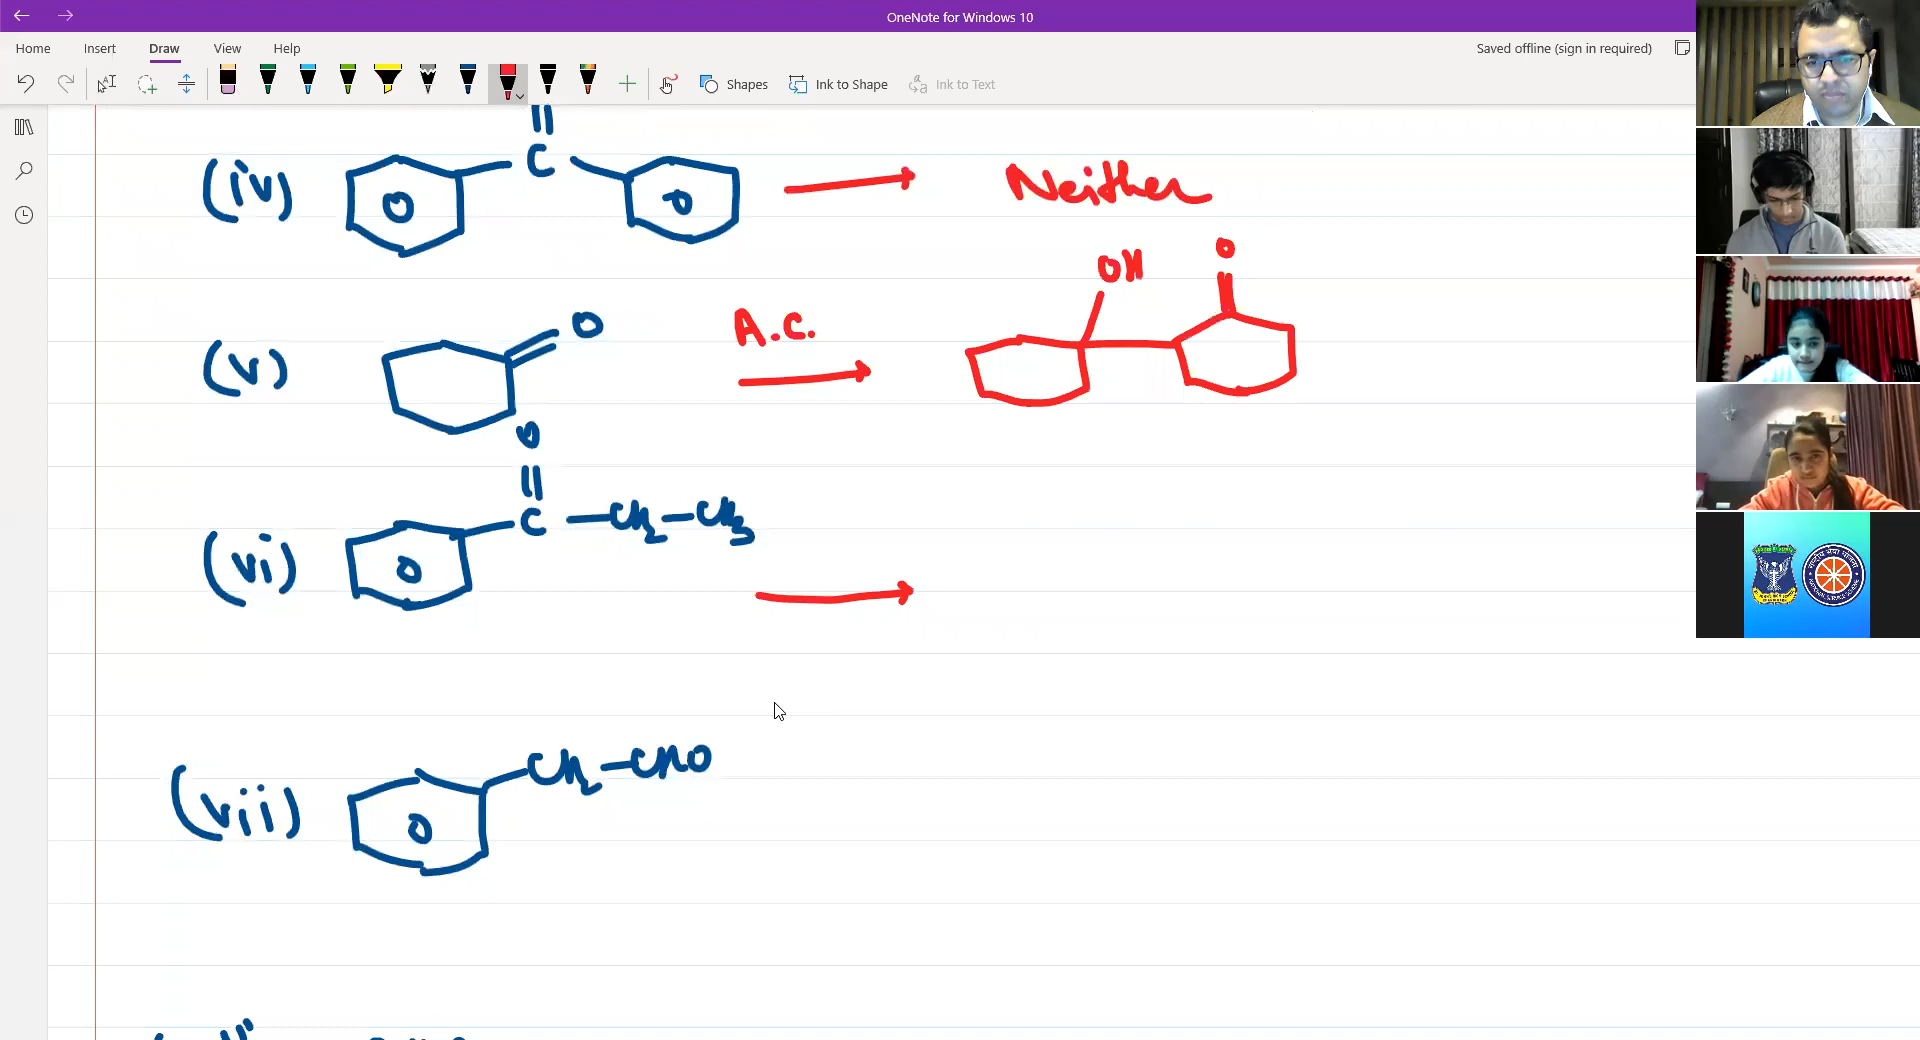 OneNote for Windows 10
Home Insert Draw View Help
Saved offline (sign in required)
Shapes Ink to Shape Ink to Text
(iv) C → Neither
OH O
(v) O A.C. →
O
(vi) C – CH2 – CH3 →
(vii) CH2 – CHO